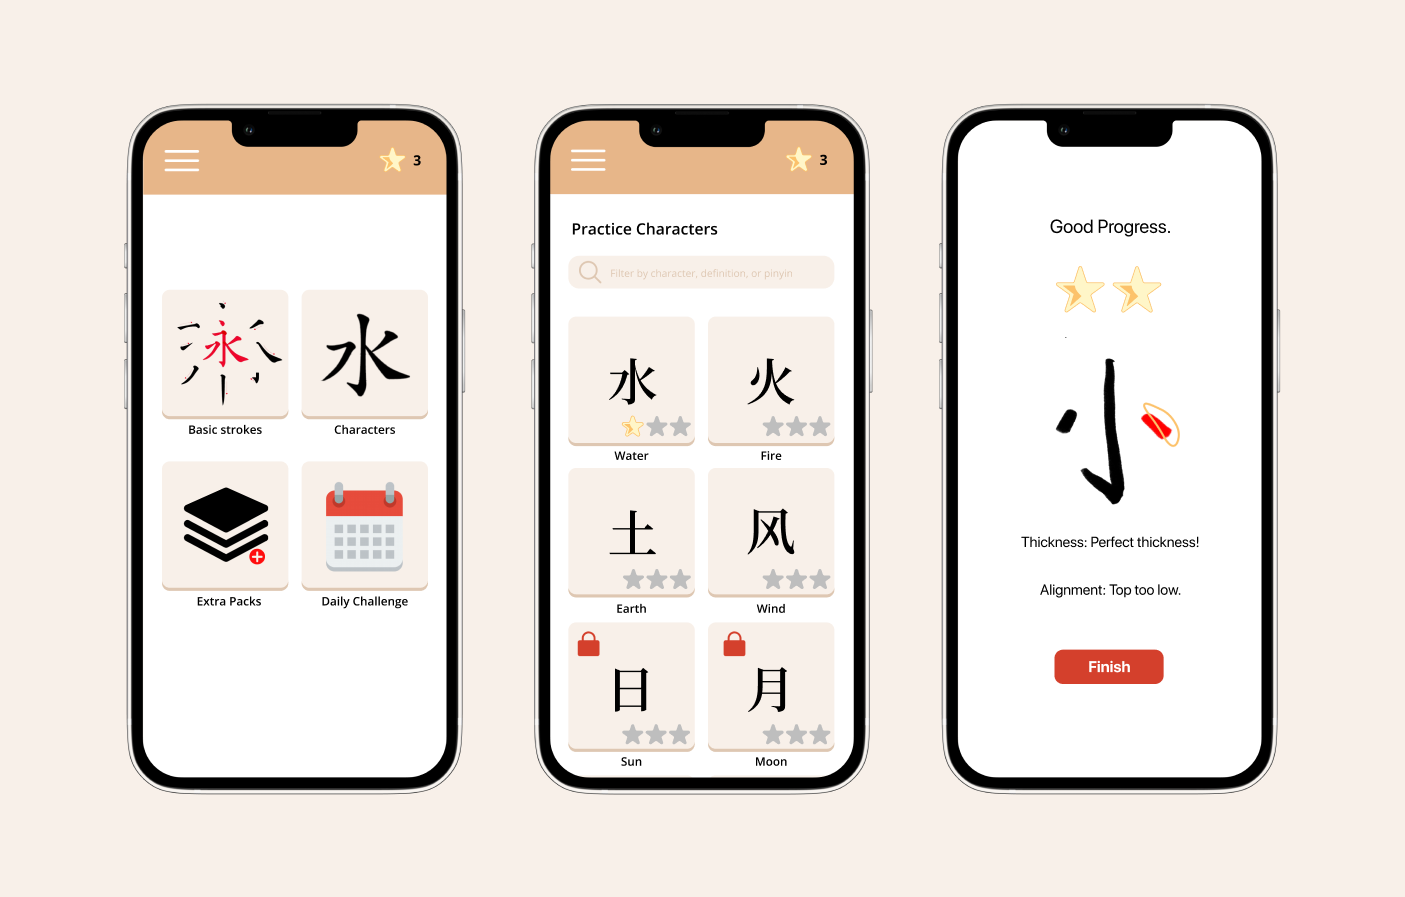 3
永
水
Basic strokes
Characters
Extra Packs
Daily Challenge
3
Practice Characters
Filter by character, definition, or pinyin
水
火
Water
Fire
土
风
Earth
Wind
日
月
Sun
Moon
Good Progress.
小
Thickness: Perfect thickness!
Alignment: Top too low.
Finish